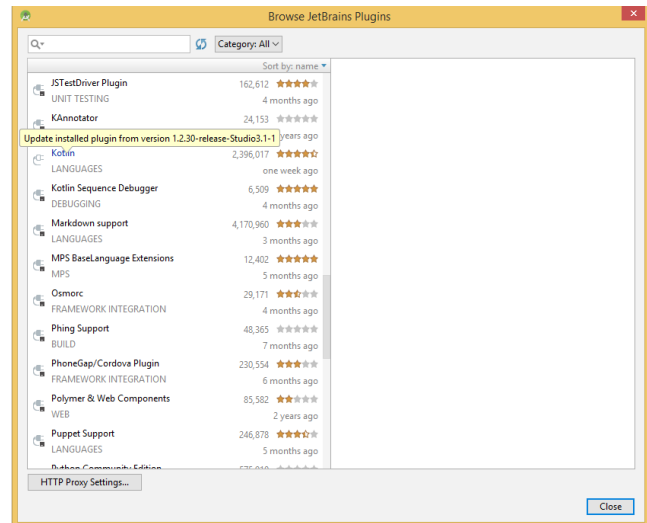 Browse JetBrains Plugins
Category: All
Sort by: name
JSTestDriver Plugin 162,612
UNIT TESTING 4 months ago
KAnnotator 24,153
years ago
Update installed plugin from version 1.2.30-release-Studio3.1-1
Kotlin 2,396,017
LANGUAGES one week ago
Kotlin Sequence Debugger 6,509
DEBUGGING 4 months ago
Markdown support 4,170,960
LANGUAGES 3 months ago
MPS BaseLanguage Extensions 12,402
MPS 5 months ago
Osmorc 29,171
FRAMEWORK INTEGRATION 4 months ago
Phing Support 48,365
BUILD 7 months ago
PhoneGap/Cordova Plugin 230,554
FRAMEWORK INTEGRATION 6 months ago
Polymer & Web Components 85,582
WEB 2 years ago
Puppet Support 246,878
LANGUAGES 5 months ago
Python Community Edition
HTTP Proxy Settings...
Close